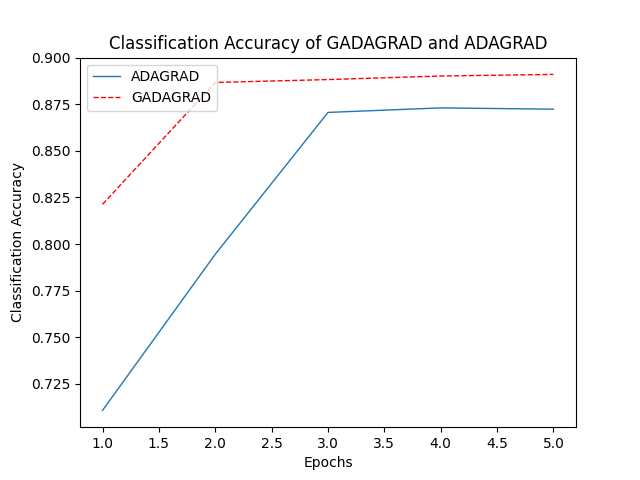 Classification Accuracy of GADAGRAD and ADAGRAD
ADAGRAD
GADAGRAD
Classification Accuracy
0.900
0.875
0.850
0.825
0.800
0.775
0.750
0.725
1.0 1.5 2.0 2.5 3.0 3.5 4.0 4.5 5.0
Epochs